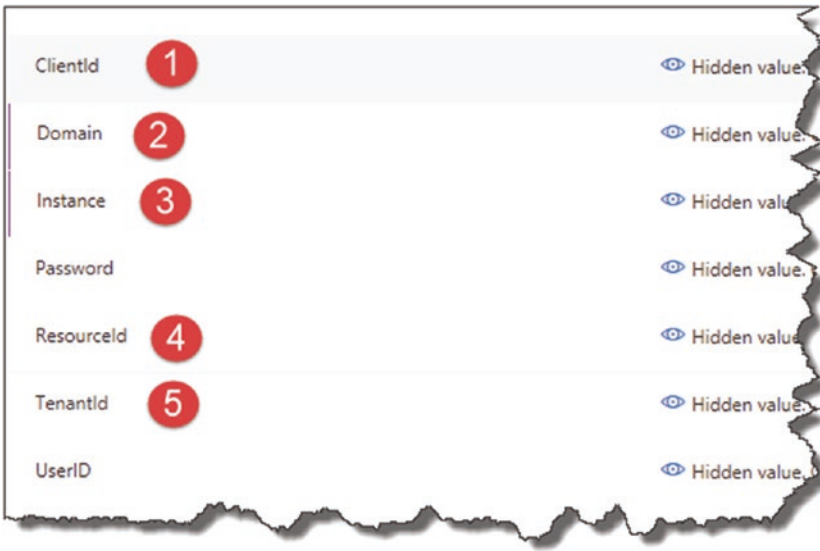 ClientId 1 Hidden value.
Domain 2 Hidden value.
Instance 3 Hidden
Password Hidden value.
ResourceId 4 Hidden value
TenantId 5 Hidden value.
UserID Hidden value.